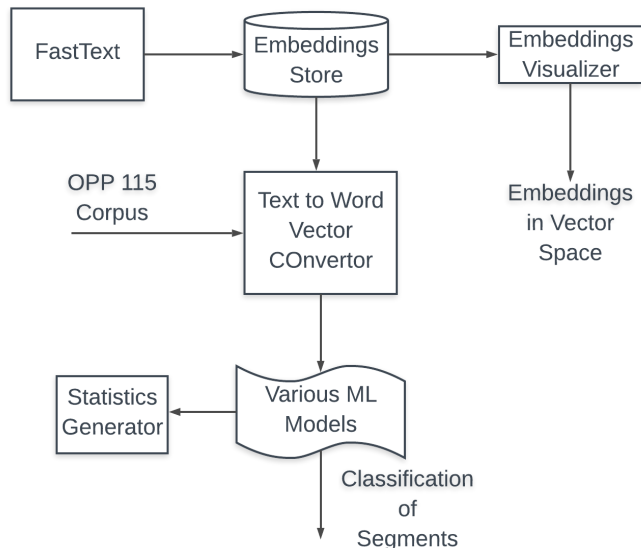 FastText
Embeddings
Store
Embeddings
Visualizer
OPP 115
Corpus
Text to Word
Vector
COnvertor
Embeddings
in Vector
Space
Statistics
Generator
Various ML
Models
Classification
of
Segments